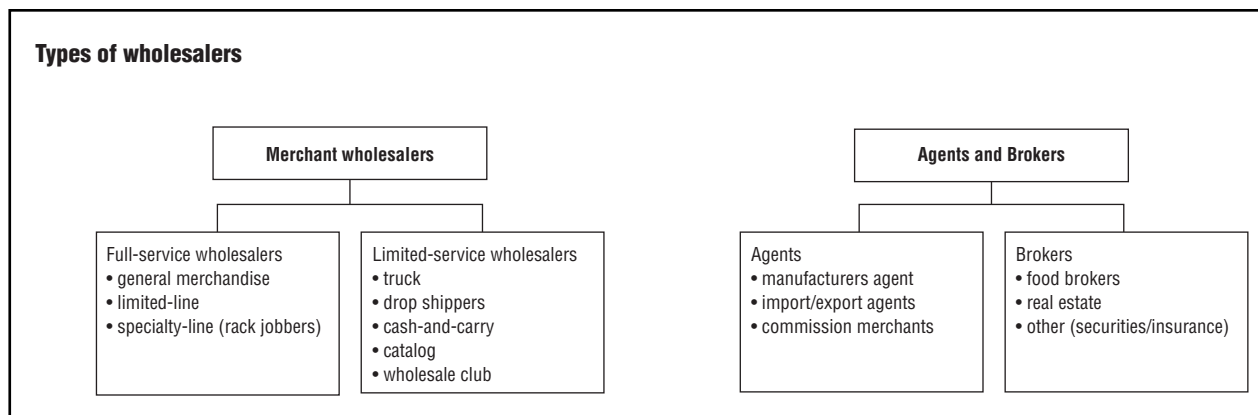 Types of wholesalers
Merchant wholesalers
Full-service wholesalers
• general merchandise
• limited-line
• specialty-line (rack jobbers)
Limited-service wholesalers
• truck
• drop shippers
• cash-and-carry
• catalog
• wholesale club
Agents and Brokers
Agents
• manufacturers agent
• import/export agents
• commission merchants
Brokers
• food brokers
• real estate
• other (securities/insurance)